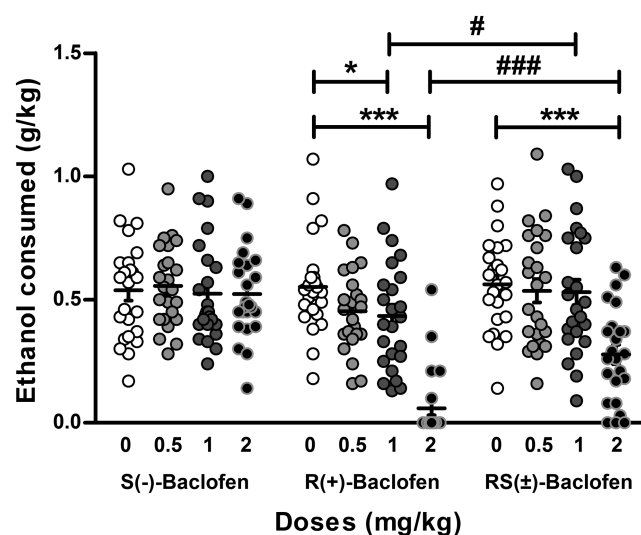 #
1.5
* ###
*** ***
1.0
0.5
0.0
Ethanol consumed (g/kg)
0 0.5 1 2 0 0.5 1 2 0 0.5 1 2
S(-)-Baclofen R(+)-Baclofen RS(±)-Baclofen
Doses (mg/kg)